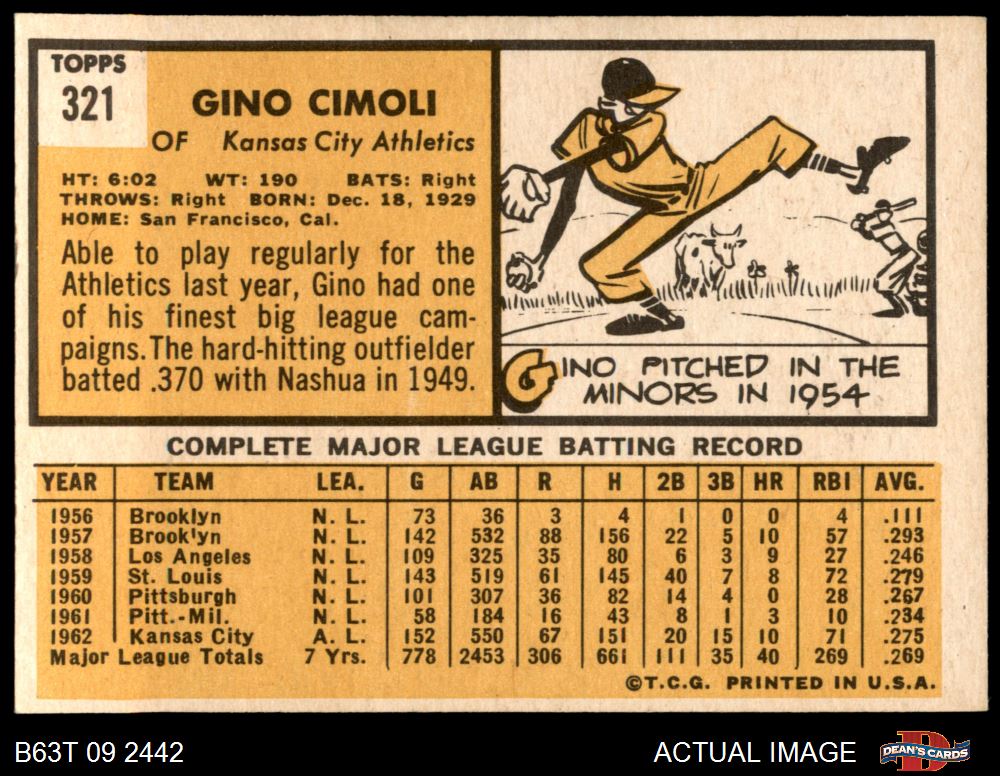 TOPPS
321
GINO CIMOLI
OF Kansas City Athletics
HT: 6:02 WT: 190 BATS: Right
THROWS: Right BORN: Dec. 18, 1929
HOME: San Francisco, Cal.
Able to play regularly for the
Athletics last year, Gino had one
of his finest big league cam-
paigns. The hard-hitting outfielder
batted .370 with Nashua in 1949.
GINO PITCHED IN THE
MINORS IN 1954
COMPLETE MAJOR LEAGUE BATTING RECORD
YEAR TEAM LEA. G AB R H 2B 3B HR RBI AVG.
1956 Brooklyn N. L. 73 36 3 4 1 0 0 4 .111
1957 Brooklyn N. L. 142 532 88 156 22 5 10 57 .293
1958 Los Angeles N. L. 109 325 35 80 6 3 9 27 .246
1959 St. Louis N. L. 143 519 61 145 40 7 8 72 .279
1960 Pittsburgh N. L. 101 307 36 82 14 4 0 28 .267
1961 Pitt.-Mil. N. L. 58 184 16 43 8 1 3 10 .234
1962 Kansas City A. L. 152 550 67 151 20 15 10 71 .275
Major League Totals 7 Yrs. 778 2453 306 661 111 35 40 269 .269
©T.C.G. PRINTED IN U.S.A.
B63T 09 2442 ACTUAL IMAGE DEAN'S CARDS